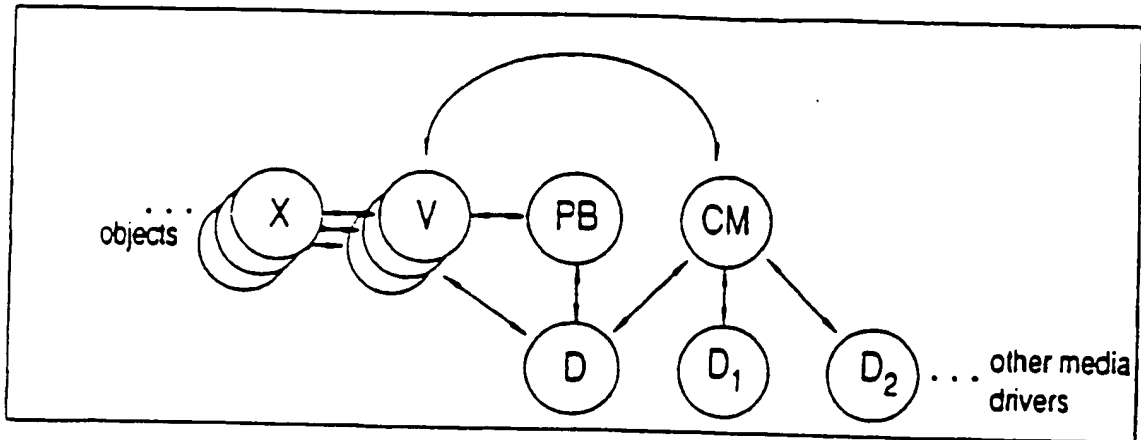 ... X V PB CM
objects
D D₁ D₂ ... other media
drivers